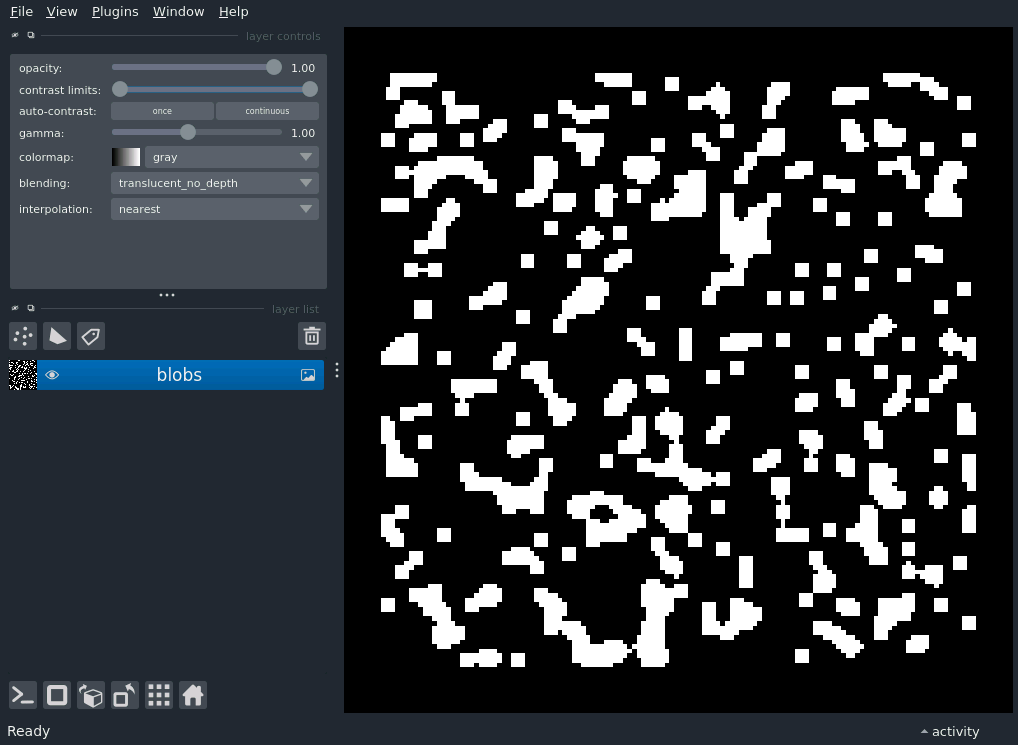 File View Plugins Window Help
layer controls
opacity: 1.00
contrast limits:
auto-contrast: once continuous
gamma: 1.00
colormap: gray
blending: translucent_no_depth
interpolation: nearest
layer list
blobs
Ready
activity